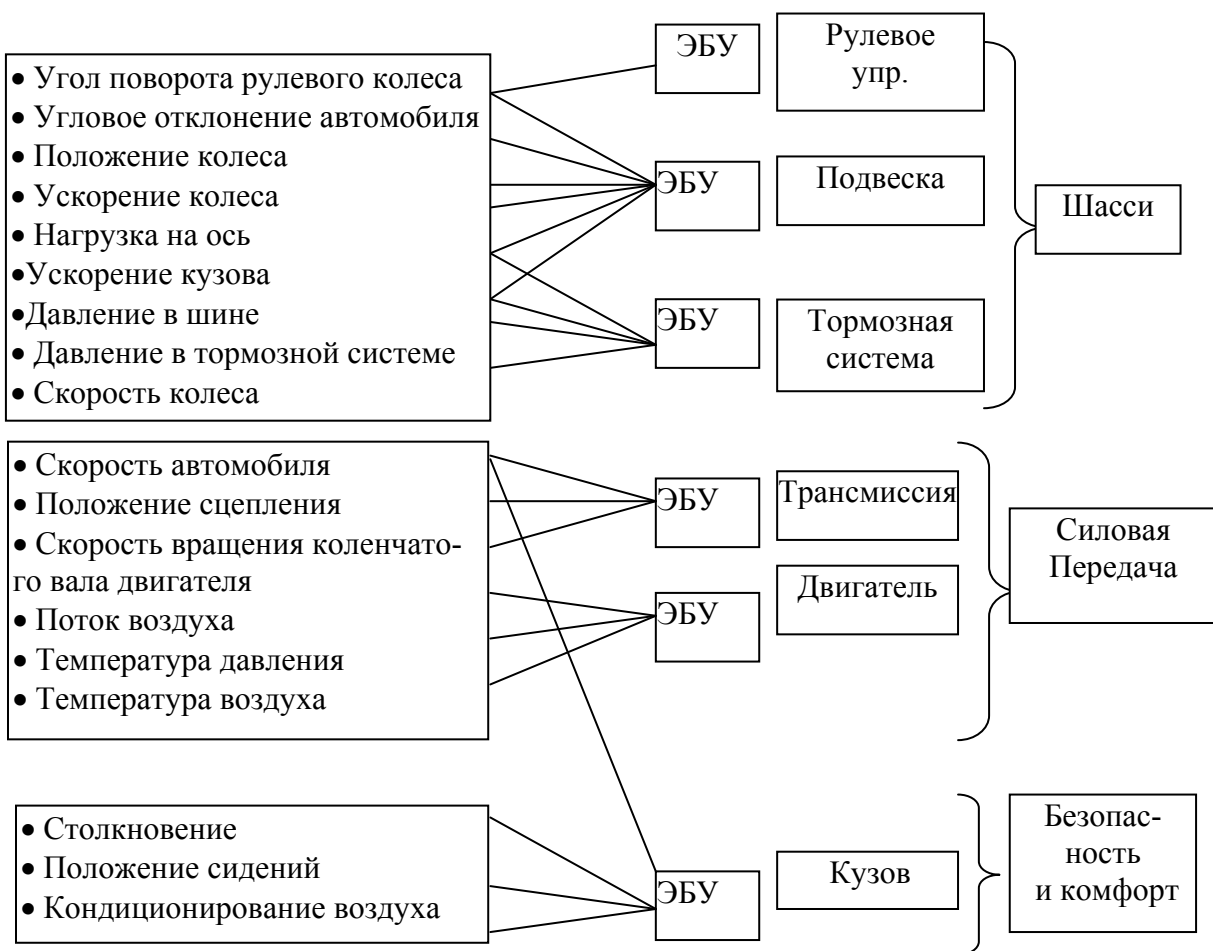 • Угол поворота рулевого колеса
• Угловое отклонение автомобиля
• Положение колеса
• Ускорение колеса
• Нагрузка на ось
•Ускорение кузова
•Давление в шине
• Давление в тормозной системе
• Скорость колеса
ЭБУ
Рулевое
упр.
ЭБУ
Подвеска
ЭБУ
Тормозная
система
Шасси
• Скорость автомобиля
• Положение сцепления
• Скорость вращения коленчато-
го вала двигателя
• Поток воздуха
• Температура давления
• Температура воздуха
ЭБУ
Трансмиссия
ЭБУ
Двигатель
Силовая
Передача
• Столкновение
• Положение сидений
• Кондиционирование воздуха
ЭБУ
Кузов
Безопас-
ность
и комфорт